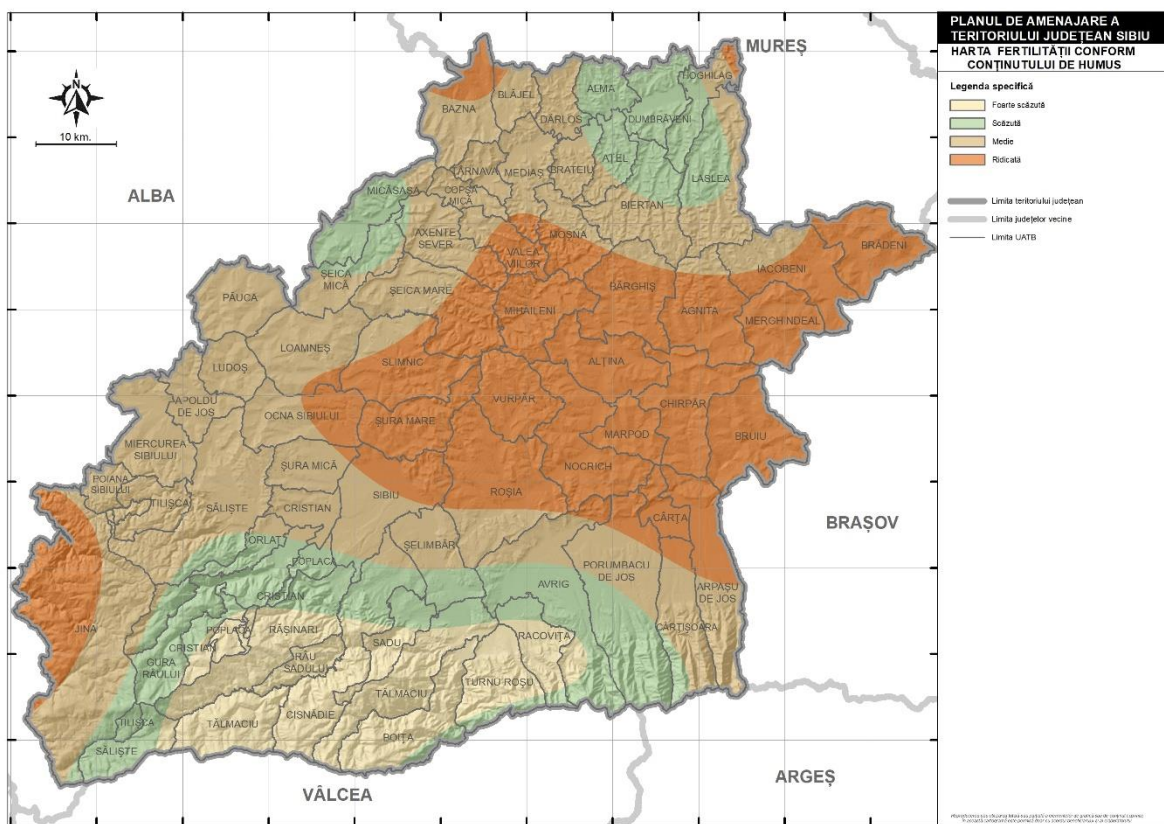 PLANUL DE AMENAJARE A
TERITORIULUI JUDEȚEAN SIBIU
HARTA FERTILITĂȚII CONFORM
CONȚINUTULUI DE HUMUS
Legenda specifică
Foarte scăzută
Scăzută
Medie
Ridicată
Limita teritoriului județean
Limita județelor vecine
Limita UATB
N
10 km.
MUREȘ
ALBA
BRAȘOV
ARGEȘ
VÂLCEA
HOGHILAG
BLĂJEL
ALMA
BAZNA
DÂRLOS
DUMBRĂVENI
AȚEL
TÂRNAVA
MEDIAȘ
BRATEIU
LASLEA
MICĂSASA
COPȘA
MICĂ
BIERTAN
AXENTE
SEVER
MOȘNA
BRĂDENI
VALEA
VIILOR
IACOBENI
ȘEICA
MICĂ
ȘEICA MARE
BÂRGHIȘ
PĂUCA
MIHAILENI
AGNITA
MERGHINDEAL
LOAMNEȘ
SLIMNIC
ALȚINA
LUDOȘ
APOLDU
DE JOS
VURPĂR
CHIRPĂR
OCNA SIBIULUI
ȘURA MARE
MARPOD
BRUIU
MIERCUREA
SIBIULUI
ȘURA MICĂ
NOCRICH
POIANA
SIBIULUI
SIBIU
ROȘIA
TILIȘCA
SĂLIȘTE
CRISTIAN
CÂRȚA
ORLAT
ȘELIMBĂR
POPLACA
PORUMBACU
DE JOS
AVRIG
ARPAȘU
DE JOS
CRISTIAN
JINA
POPLACA
RĂȘINARI
CÂRȚIȘOARA
SADU
RACOVIȚA
CRISTIAN
GURA
RÂULUI
RÂU
SADULUI
TURNU ROȘU
TĂLMACIU
TILIȘCA
TĂLMACIU
CISNĂDIE
BOIȚA
SĂLIȘTE